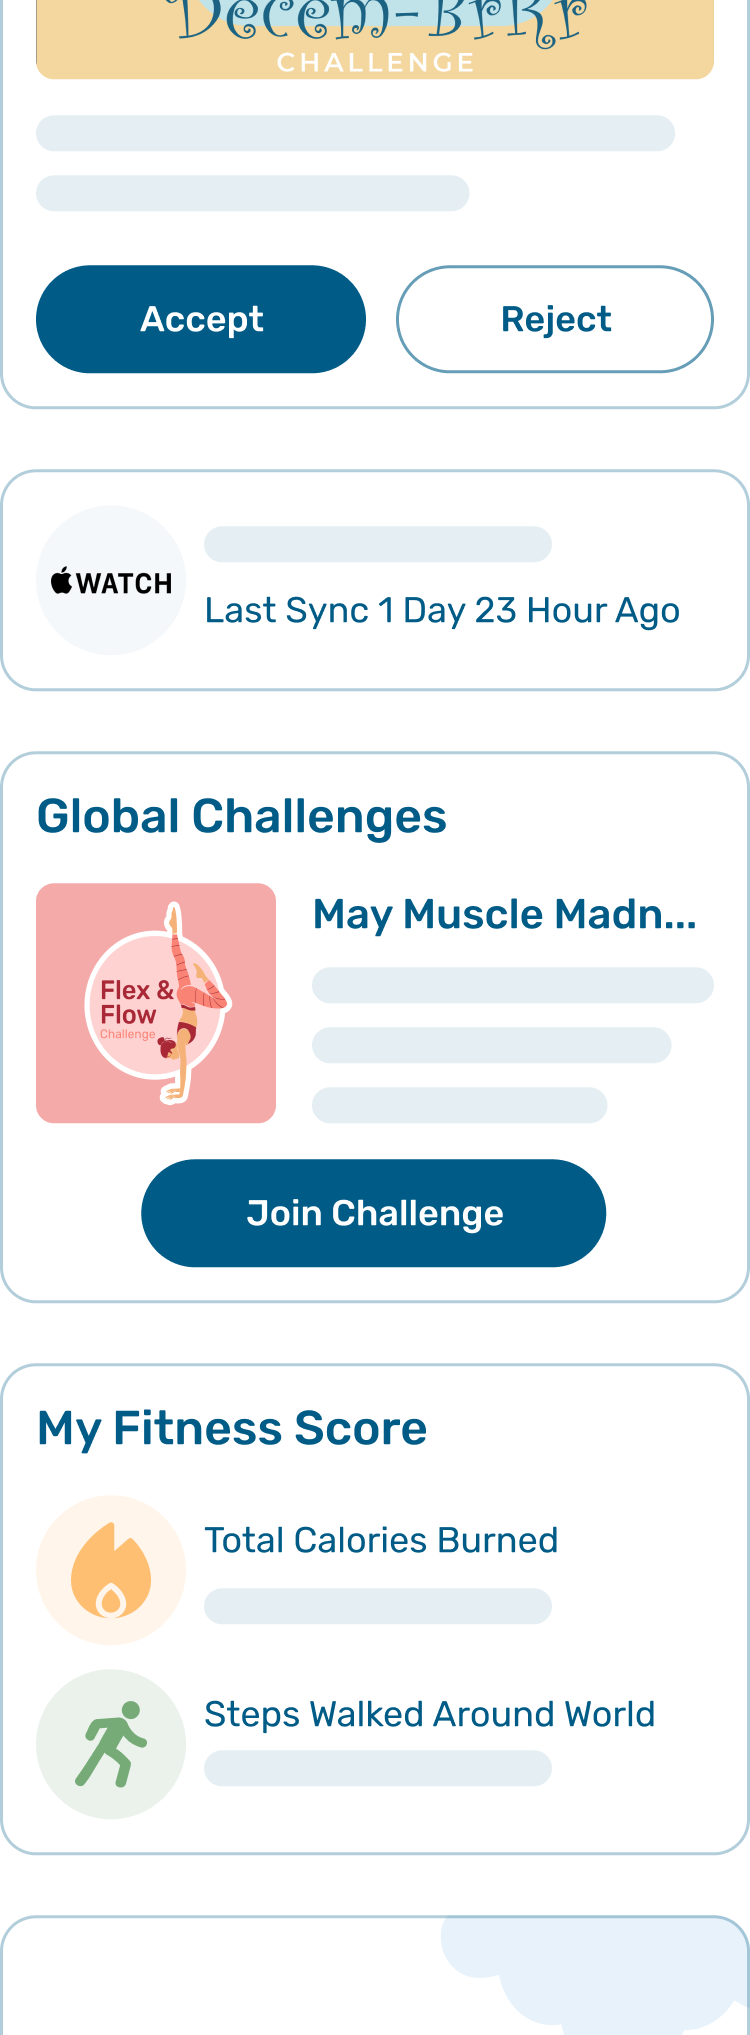 Decem-BrRr
CHALLENGE
Accept
Reject
WATCH
Last Sync 1 Day 23 Hour Ago
Global Challenges
May Muscle Madn...
Flex &
Flow
Challenge
Join Challenge
My Fitness Score
Total Calories Burned
Steps Walked Around World